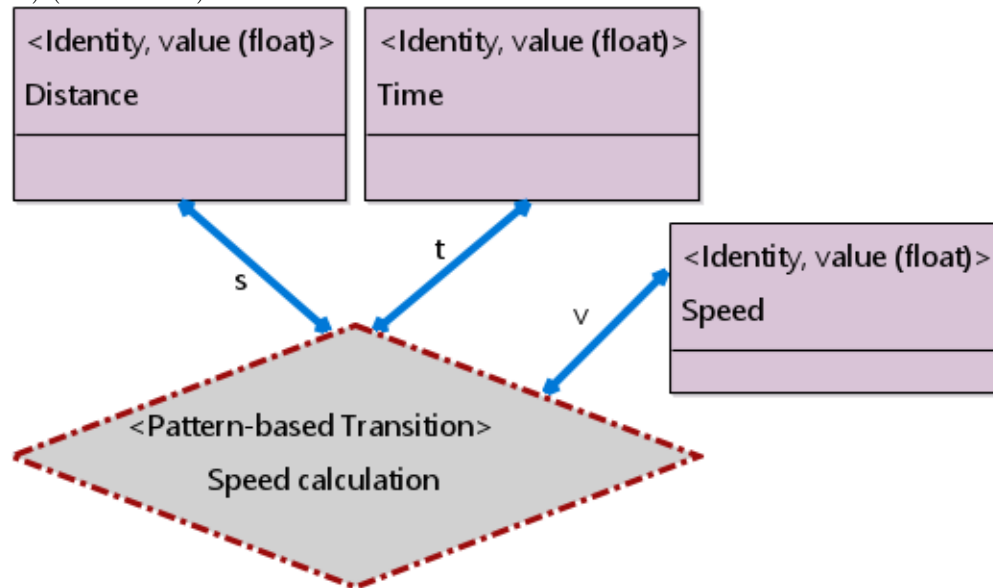 <Identity, value (float)>
Distance
<Identity, value (float)>
Time
s
t
<Identity, value (float)>
Speed
v
<Pattern-based Transition>
Speed calculation